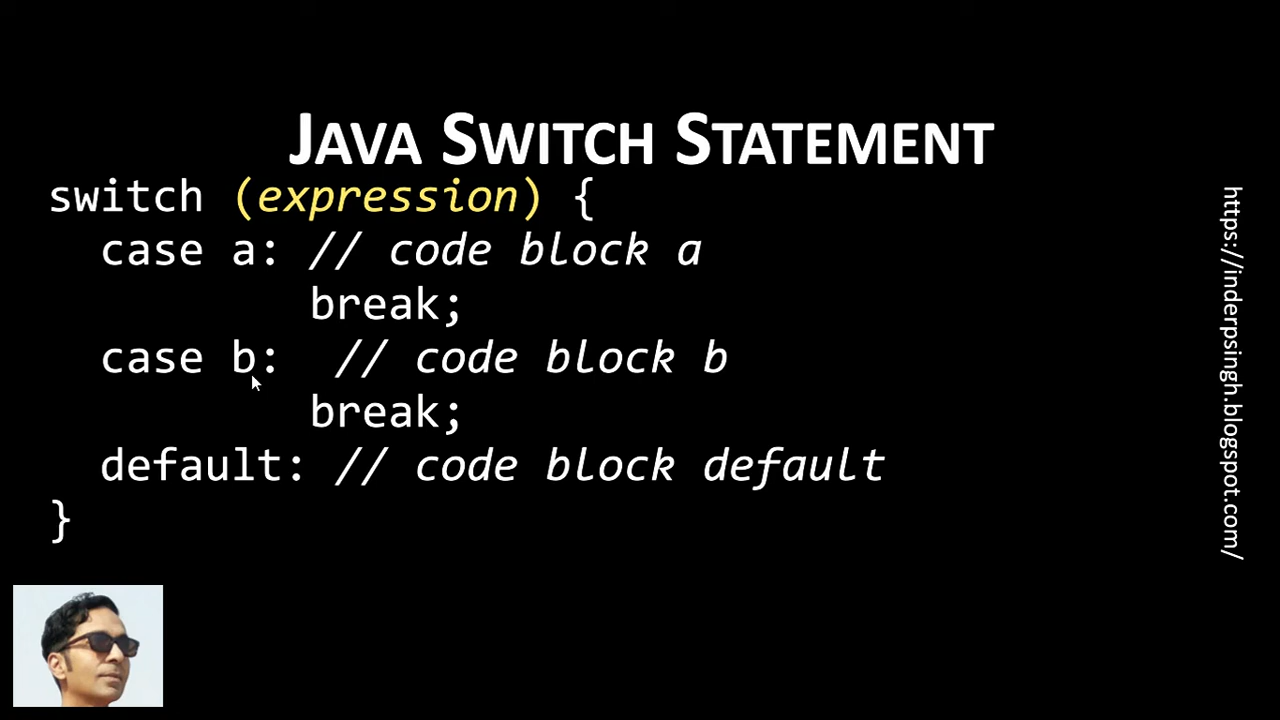 JAVA SWITCH STATEMENT
switch (expression) {
case a: // code block a
break;
case b: // code block b
break;
default: // code block default
}
https://inderpsingh.blogspot.com/